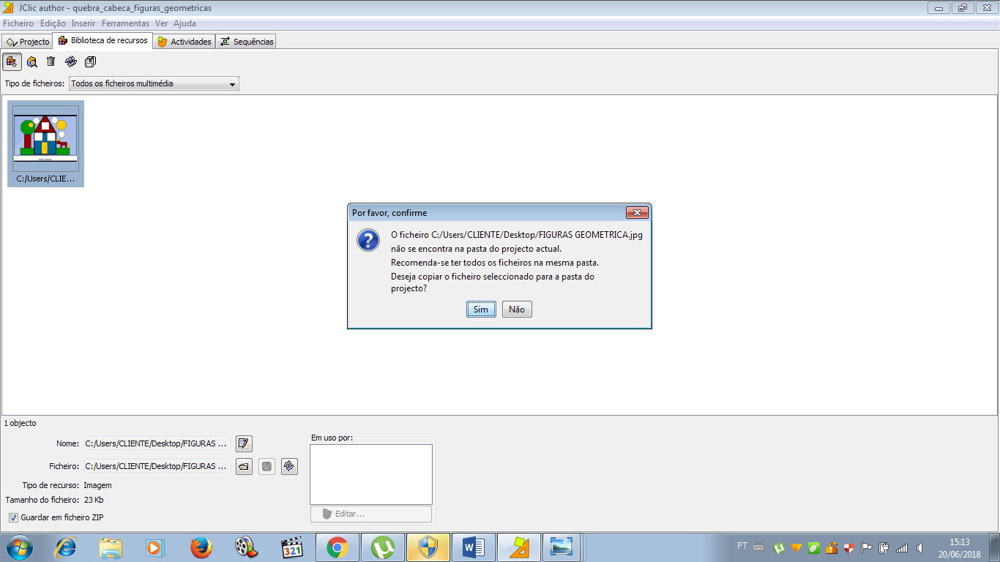 JClic author - quebra_cabeca_figuras_geometricas
Ficheiro Edição Inserir Ferramentas Ver Ajuda
Projecto Biblioteca de recursos Actividades Sequências
Tipo de ficheiros: Todos os ficheiros multimédia
C:/Users/CLIE...
Por favor, confirme
O ficheiro C:/Users/CLIENTE/Desktop/FIGURAS GEOMETRICA.jpg
não se encontra na pasta do projecto actual.
Recomenda-se ter todos os ficheiros na mesma pasta.
Deseja copiar o ficheiro seleccionado para a pasta do
projecto?
Sim Não
1 objecto
Nome: C:/Users/CLIENTE/Desktop/FIGURAS ...
Ficheiro: C:/Users/CLIENTE/Desktop/FIGURAS ...
Tipo de recurso: Imagem
Tamanho do ficheiro: 23 Kb
Guardar em ficheiro ZIP
Em uso por:
Editar...
321
PT
15:13
20/06/2018